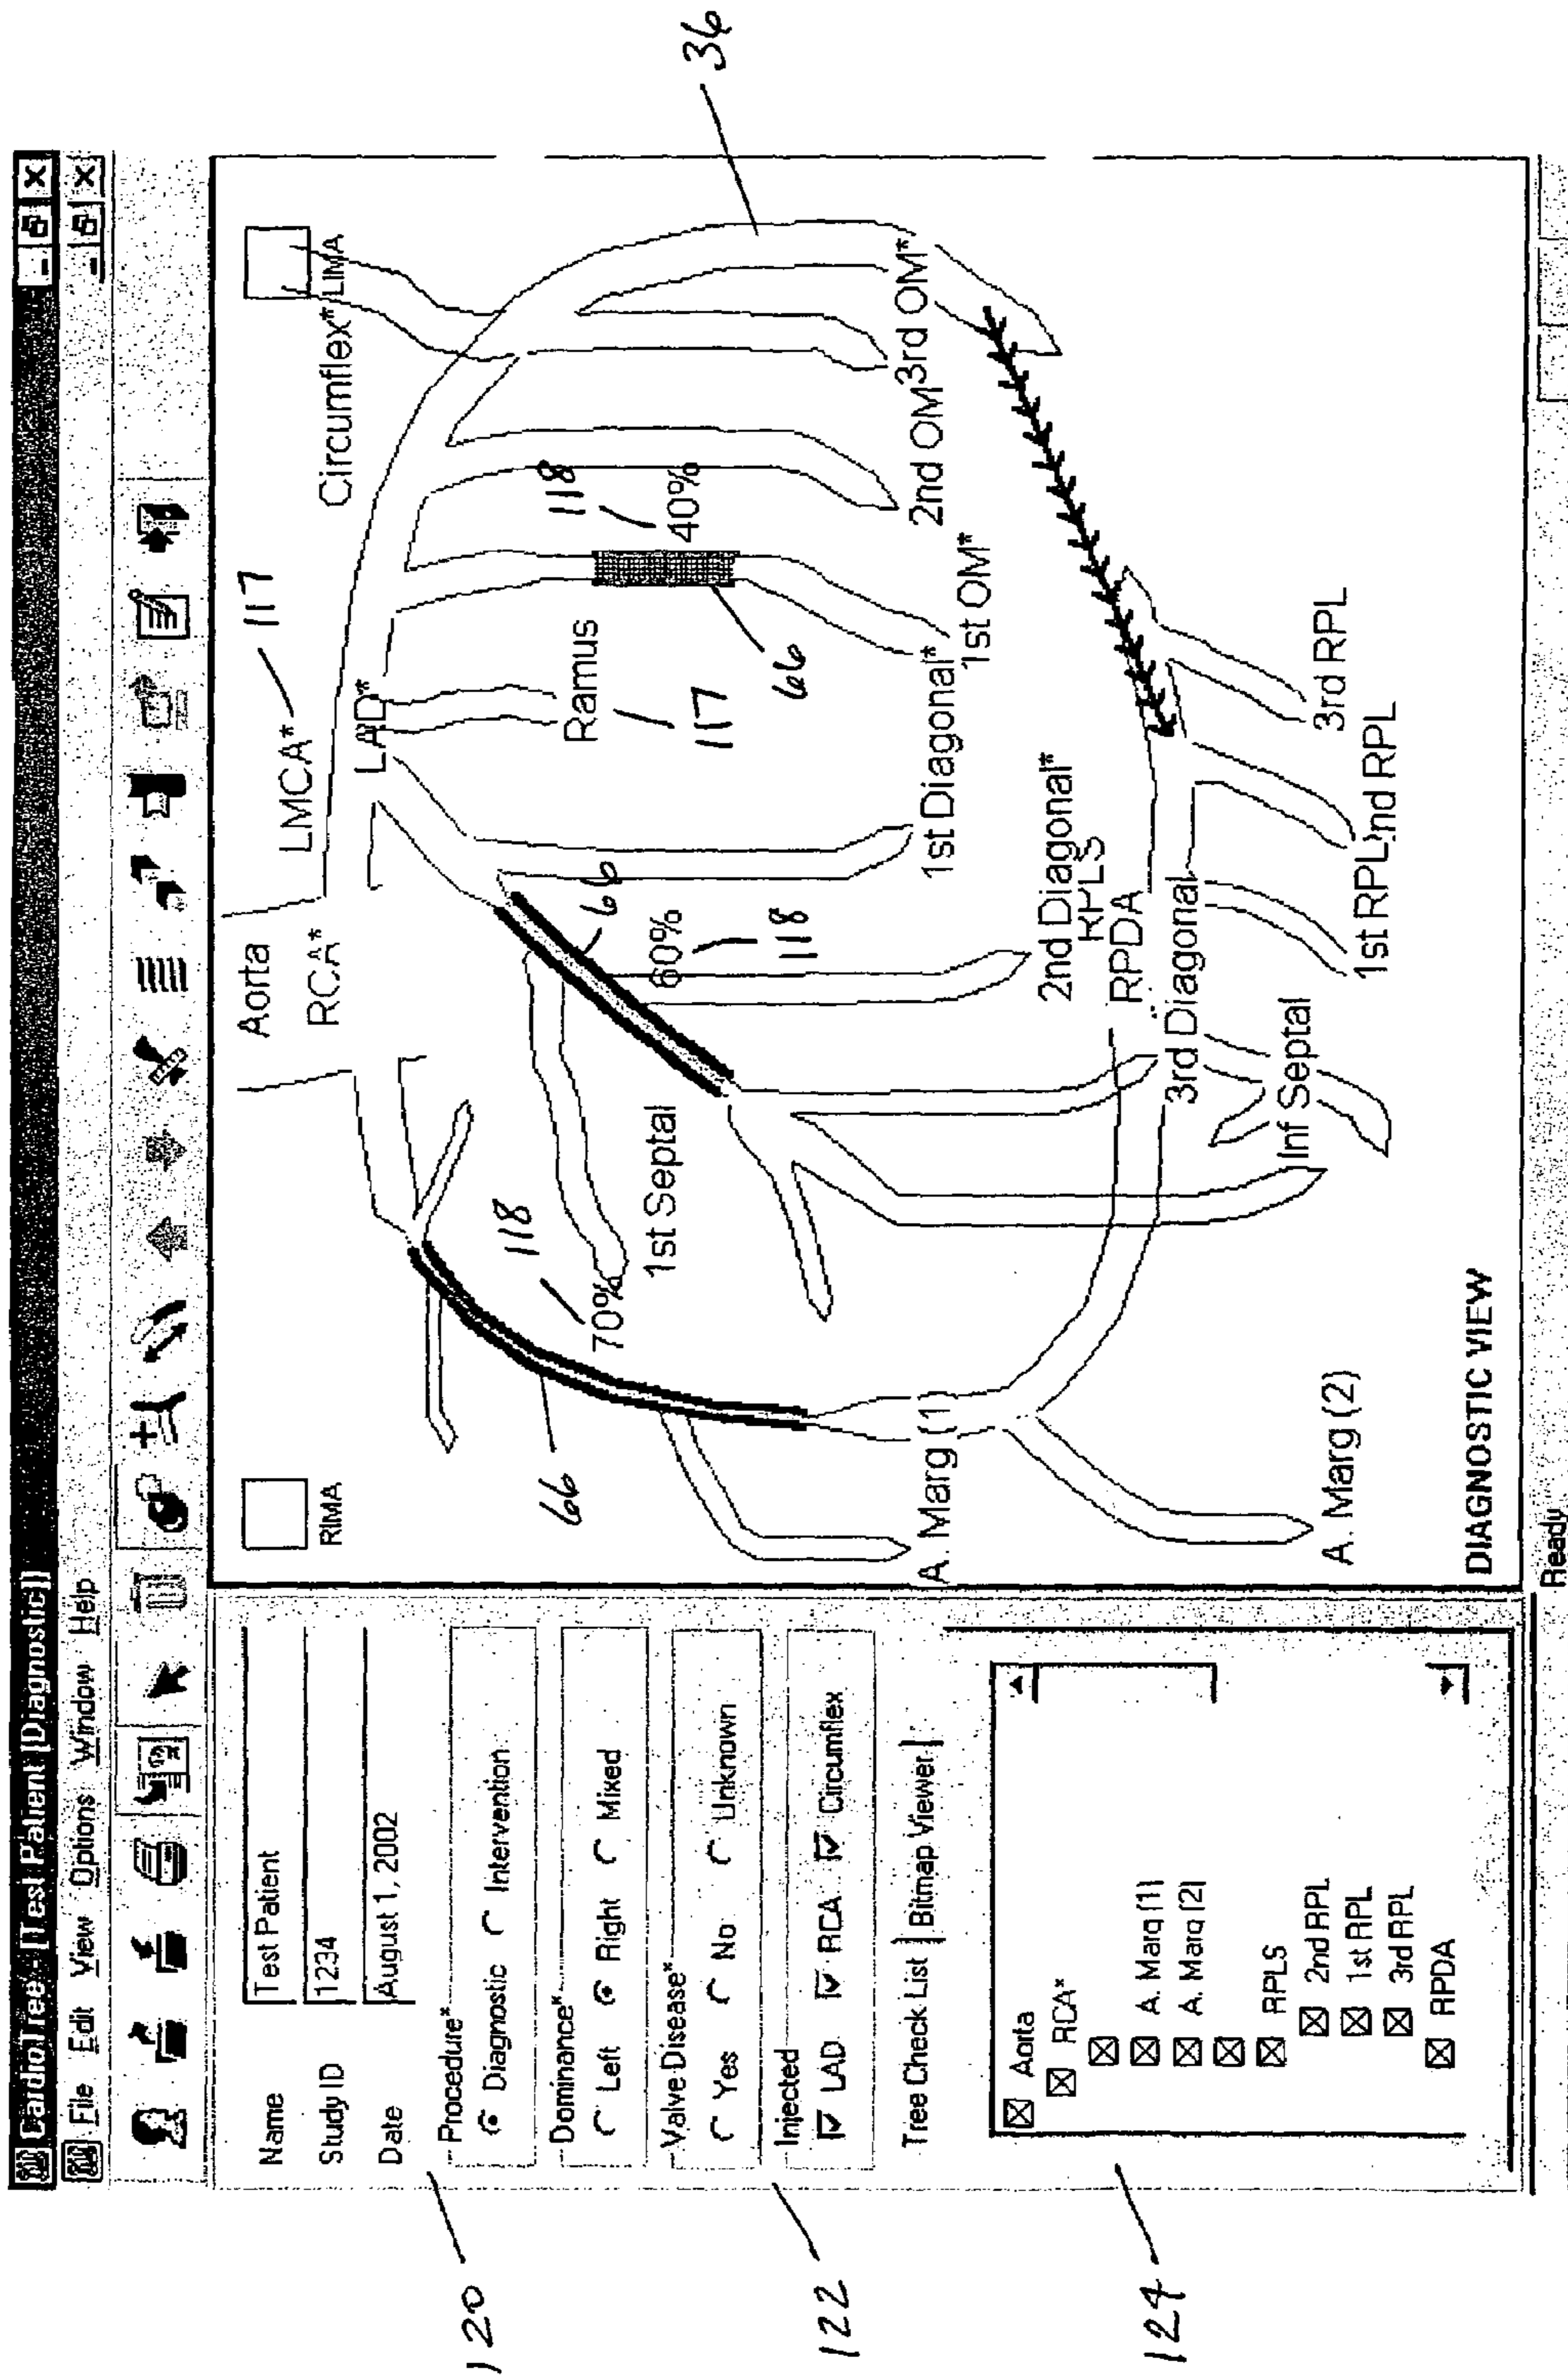 CardioTree - [Test Patient (Diagnostic)]
File Edit View Options Window Help
Name Test Patient
Study ID 1234
Date August 1, 2002
Procedure*
Diagnostic Intervention
Dominance*
Left Right Mixed
Valve Disease*
Yes No Unknown
Injected
LAD RCA Circumflex
Tree Check List Bitmap Viewer
Aorta
RCA*
A. Marg (1)
A. Marg (2)
RPLS
2nd RPL
1st RPL
3rd RPL
RPDA
120
122
124
RIMA
Aorta
RCA*
LMCA*
117
LAD*
Circumflex*
LIMA
36
66
70%
118
1st Septal
66
60%
118
Ramus
117
66
40%
118
A. Marg (1)
1st Diagonal*
1st OM*
2nd OM
3rd OM*
2nd Diagonal*
RPLS
RPDA
3rd Diagonal
Inf Septal
A. Marg (2)
1st RPL
2nd RPL
3rd RPL
DIAGNOSTIC VIEW
Ready